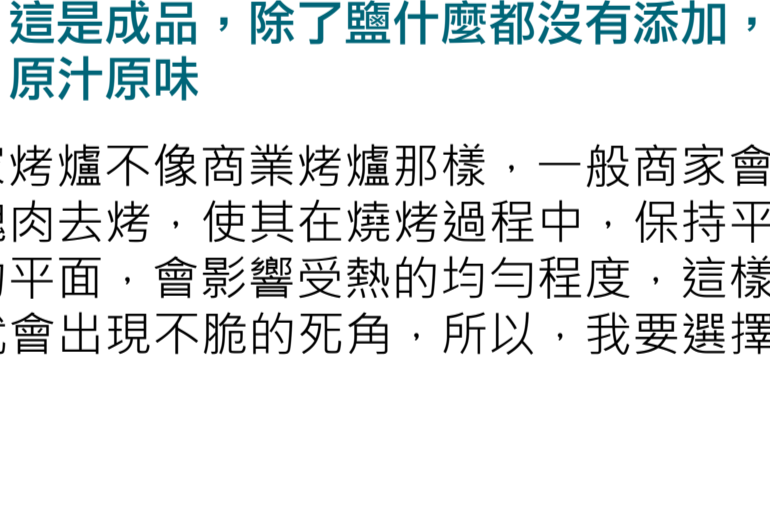 這是成品，除了鹽什麼都沒有添加，
原汁原味
烤爐不像商業烤爐那樣，一般商家會
肉去烤，使其在燒烤過程中，保持平
平面，會影響受熱的均勻程度，這樣
會出現不脆的死角，所以，我要選擇